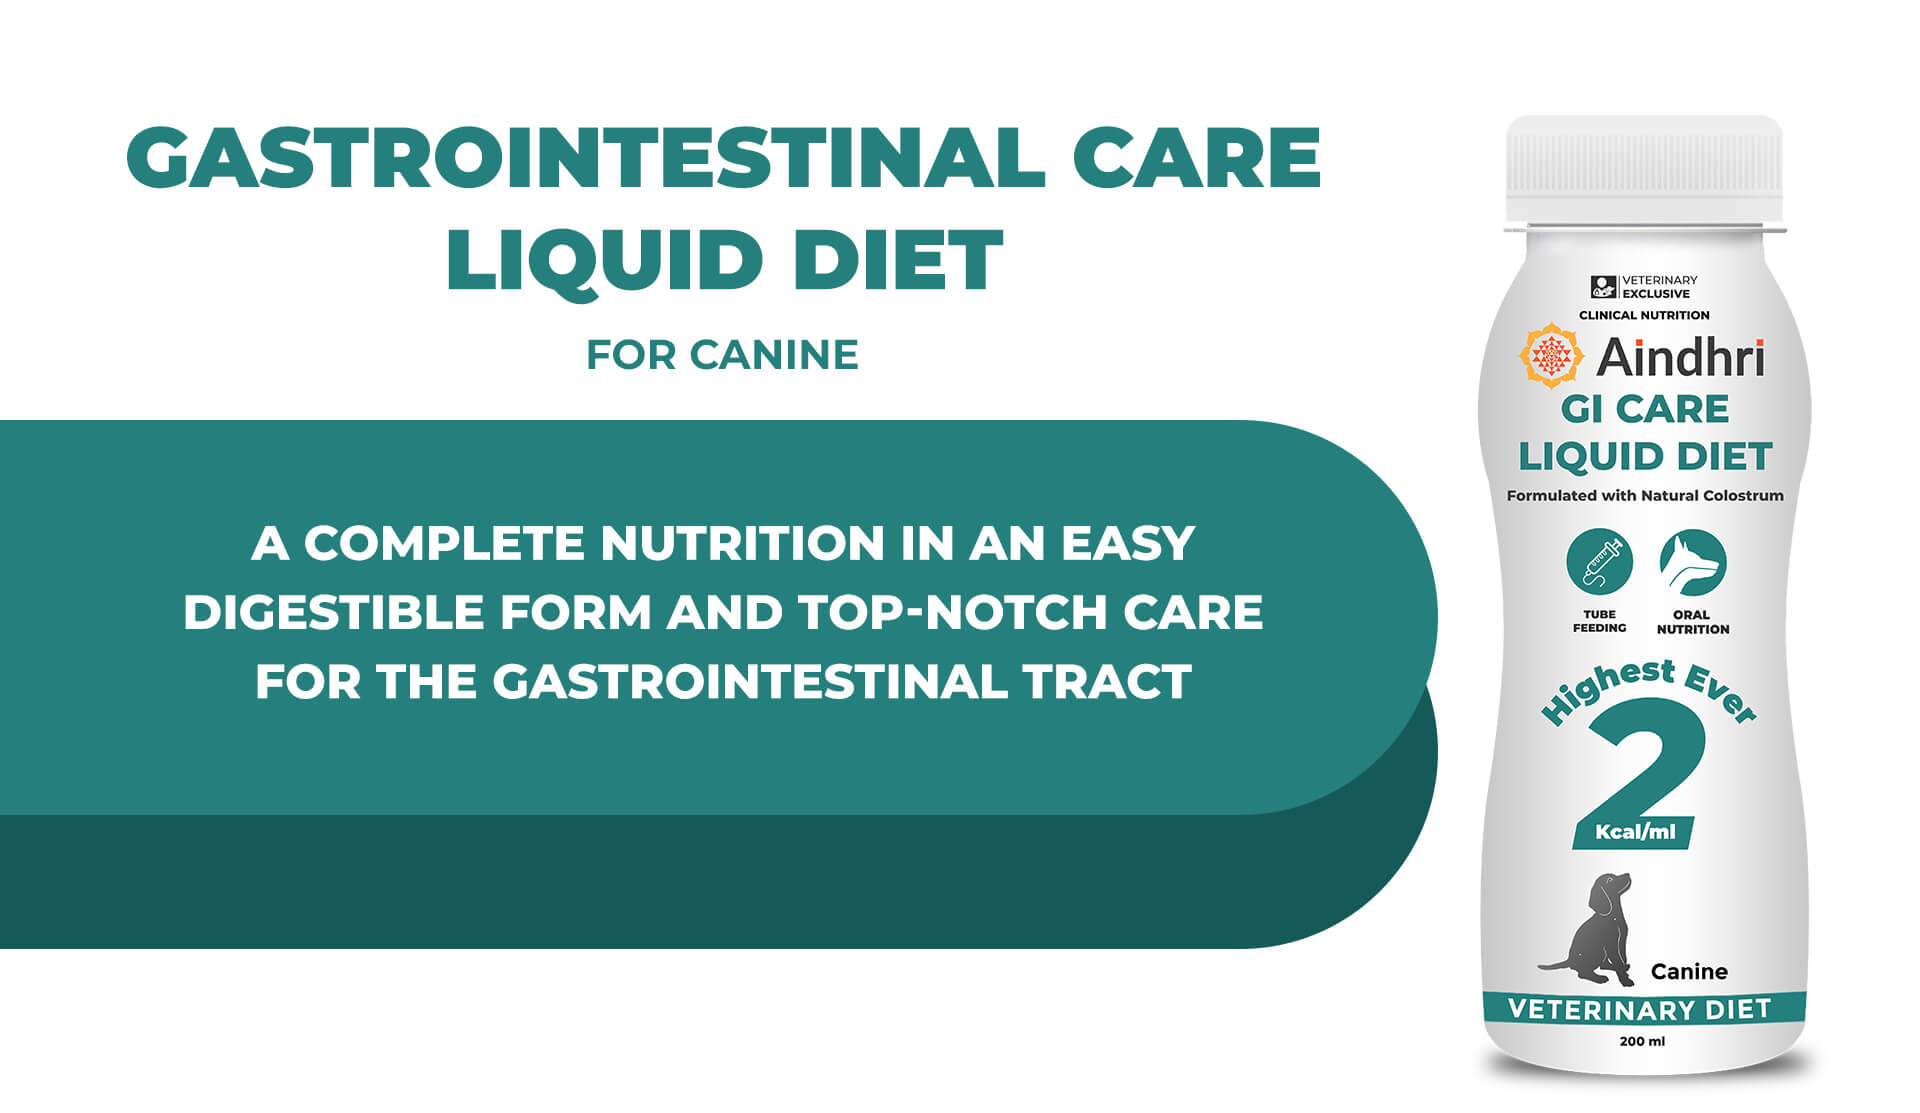 GASTROINTESTINAL CARE
LIQUID DIET
FOR CANINE
A COMPLETE NUTRITION IN AN EASY
DIGESTIBLE FORM AND TOP-NOTCH CARE
FOR THE GASTROINTESTINAL TRACT
VETERINARY
EXCLUSIVE
CLINICAL NUTRITION
Aindhri
GI CARE
LIQUID DIET
Formulated with Natural Colostrum
TUBE
FEEDING
ORAL
NUTRITION
Highest Ever
2
Kcal/ml
Canine
VETERINARY DIET
200 ml